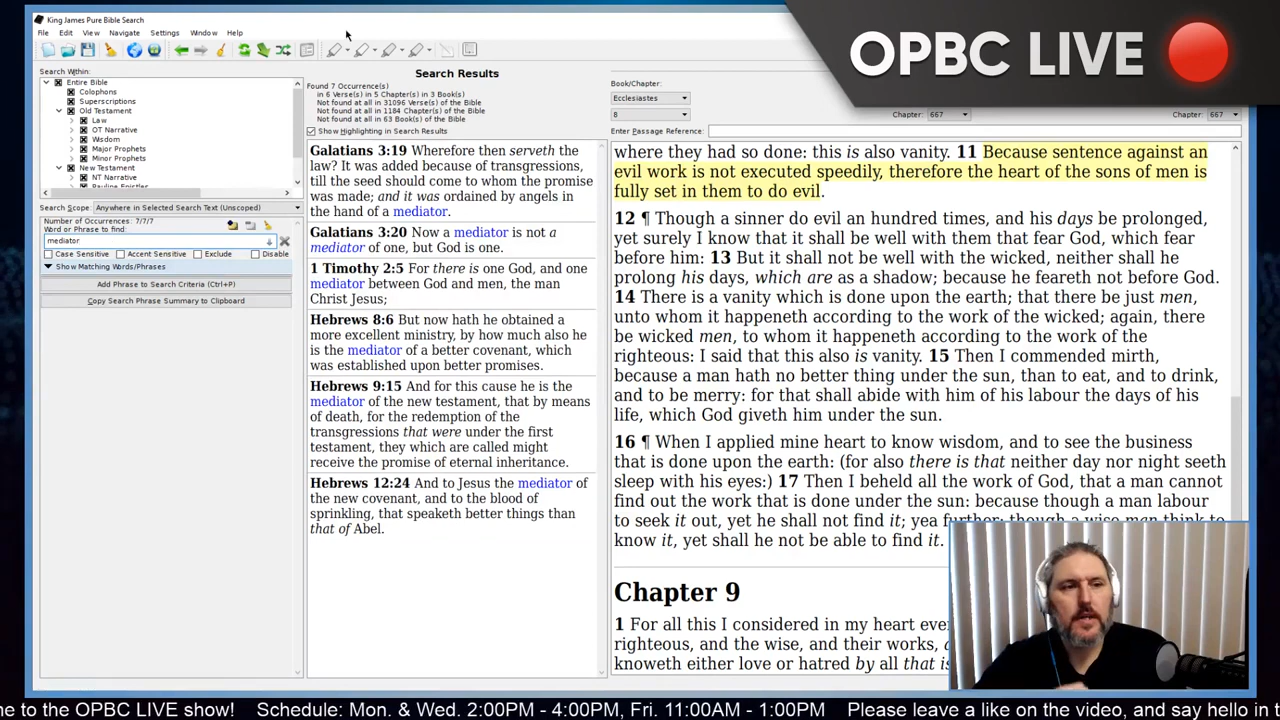 King James Pure Bible Search
File Edit View Navigate Settings Window Help
OPBC LIVE
Search Within:
Entire Bible
Colophons
Superscriptions
Old Testament
Law
OT Narrative
Wisdom
Major Prophets
Minor Prophets
New Testament
NT Narrative
Pauline Epistles
Search Scope: Anywhere in Selected Search Text (Unscoped)
Number of Occurrences: 7/7/7
Word or Phrase to find:
mediator
Case Sensitive Accent Sensitive Exclude Disable
Show Matching Words/Phrases
Add Phrase to Search Criteria (Ctrl+P)
Copy Search Phrase Summary to Clipboard
Search Results
Found 7 Occurrence(s)
in 6 Verse(s) in 5 Chapter(s) in 3 Book(s)
Not found at all in 31096 Verse(s) of the Bible
Not found at all in 1184 Chapter(s) of the Bible
Not found at all in 63 Book(s) of the Bible
Show Highlighting in Search Results
Galatians 3:19 Wherefore then serveth the
law? It was added because of transgressions,
till the seed should come to whom the promise
was made; and it was ordained by angels in
the hand of a mediator.
Galatians 3:20 Now a mediator is not a
mediator of one, but God is one.
1 Timothy 2:5 For there is one God, and one
mediator between God and men, the man
Christ Jesus;
Hebrews 8:6 But now hath he obtained a
more excellent ministry, by how much also he
is the mediator of a better covenant, which
was established upon better promises.
Hebrews 9:15 And for this cause he is the
mediator of the new testament, that by means
of death, for the redemption of the
transgressions that were under the first
testament, they which are called might
receive the promise of eternal inheritance.
Hebrews 12:24 And to Jesus the mediator of
the new covenant, and to the blood of
sprinkling, that speaketh better things than
that of Abel.
Book/Chapter:
Ecclesiastes
8 Chapter: 667 Chapter: 667
Enter Passage Reference:
where they had so done: this is also vanity. 11 Because sentence against an
evil work is not executed speedily, therefore the heart of the sons of men is
fully set in them to do evil.
12 ¶ Though a sinner do evil an hundred times, and his days be prolonged,
yet surely I know that it shall be well with them that fear God, which fear
before him: 13 But it shall not be well with the wicked, neither shall he
prolong his days, which are as a shadow; because he feareth not before God.
14 There is a vanity which is done upon the earth; that there be just men,
unto whom it happeneth according to the work of the wicked; again, there
be wicked men, to whom it happeneth according to the work of the
righteous: I said that this also is vanity. 15 Then I commended mirth,
because a man hath no better thing under the sun, than to eat, and to drink,
and to be merry: for that shall abide with him of his labour the days of his
life, which God giveth him under the sun.
16 ¶ When I applied mine heart to know wisdom, and to see the business
that is done upon the earth: (for also there is that neither day nor night seeth
sleep with his eyes:) 17 Then I beheld all the work of God, that a man cannot
find out the work that is done under the sun: because though a man labour
to seek it out, yet he shall not find it; yea further; though a wise man think to
know it, yet shall he not be able to find it.
Chapter 9
1 For all this I considered in my heart eve
righteous, and the wise, and their works,
knoweth either love or hatred by all that is
me to the OPBC LIVE show! Schedule: Mon. & Wed. 2:00PM - 4:00PM, Fri. 11:00AM - 1:00PM Please leave a like on the video, and say hello in t